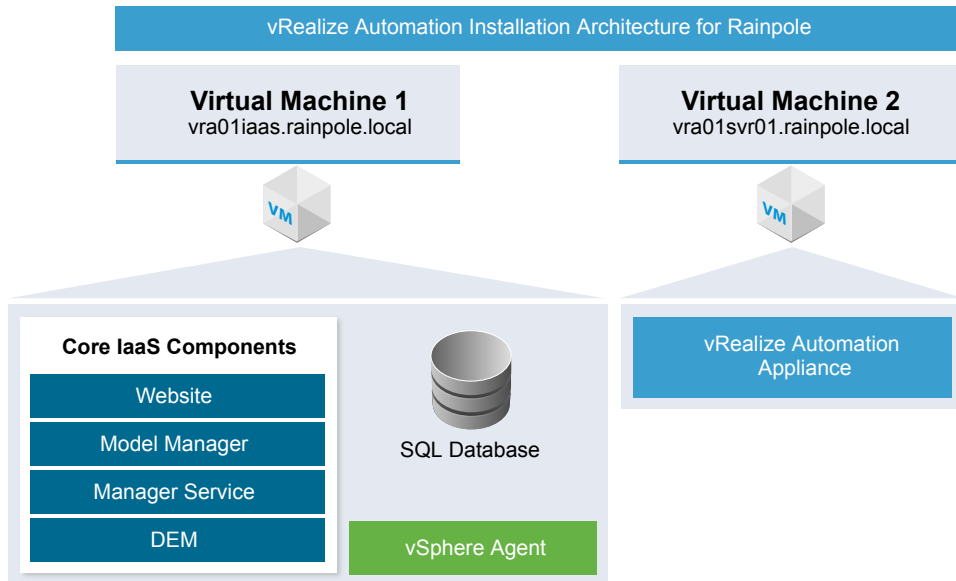 vRealize Automation Installation Architecture for Rainpole
Virtual Machine 1
vra01iaas.rainpole.local
Virtual Machine 2
vra01svr01.rainpole.local
VM
VM
Core IaaS Components
Website
Model Manager
Manager Service
DEM
SQL Database
vSphere Agent
vRealize Automation
Appliance